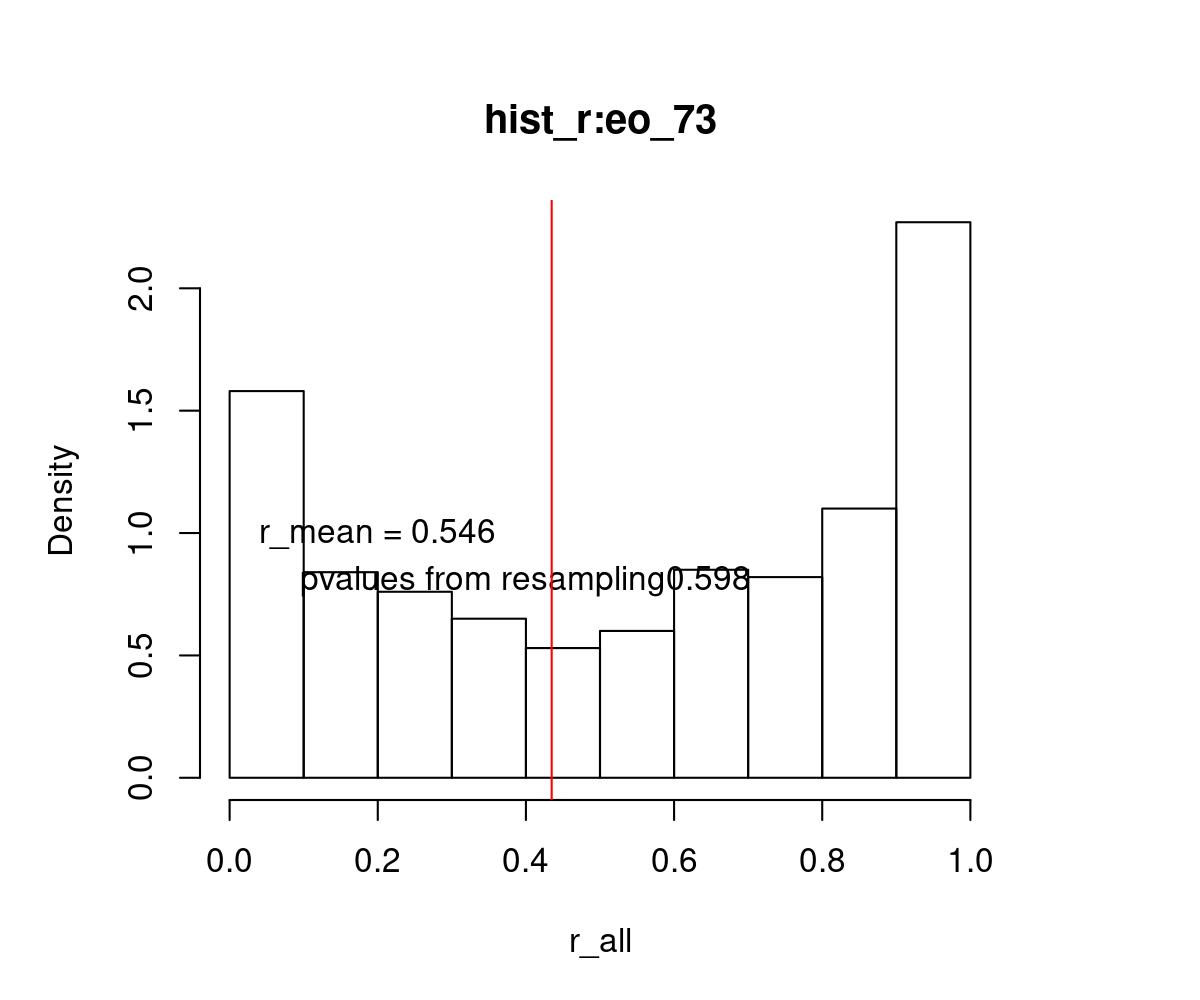 hist_r:eo_73
2.0
1.5
1.0
0.5
0.0
Density
r_mean = 0.546
pvalues from resampling0.598
0.0 0.2 0.4 0.6 0.8 1.0
r_all